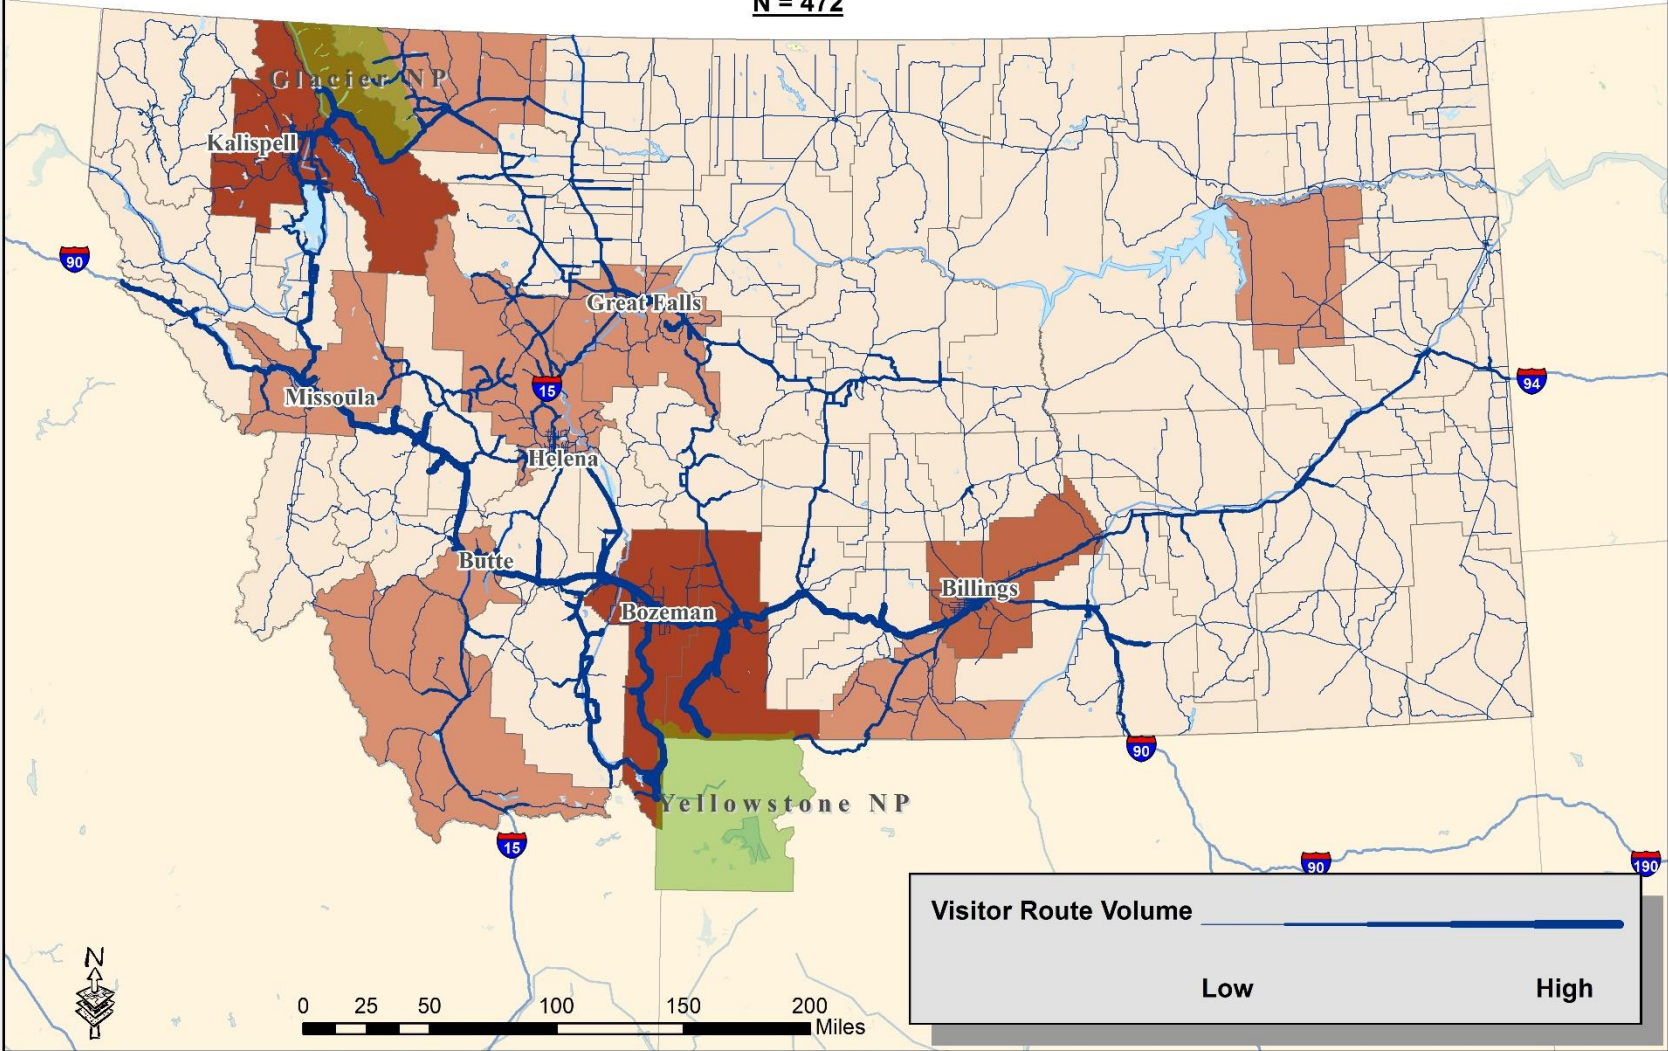 N = 472
Glacier NP
Kalispell
90
Great Falls
94
15
Missoula
Helena
Butte
Billings
Bozeman
90
Yellowstone NP
15
90
190
Visitor Route Volume
Low
High
N
0 25 50 100 150 200
Miles